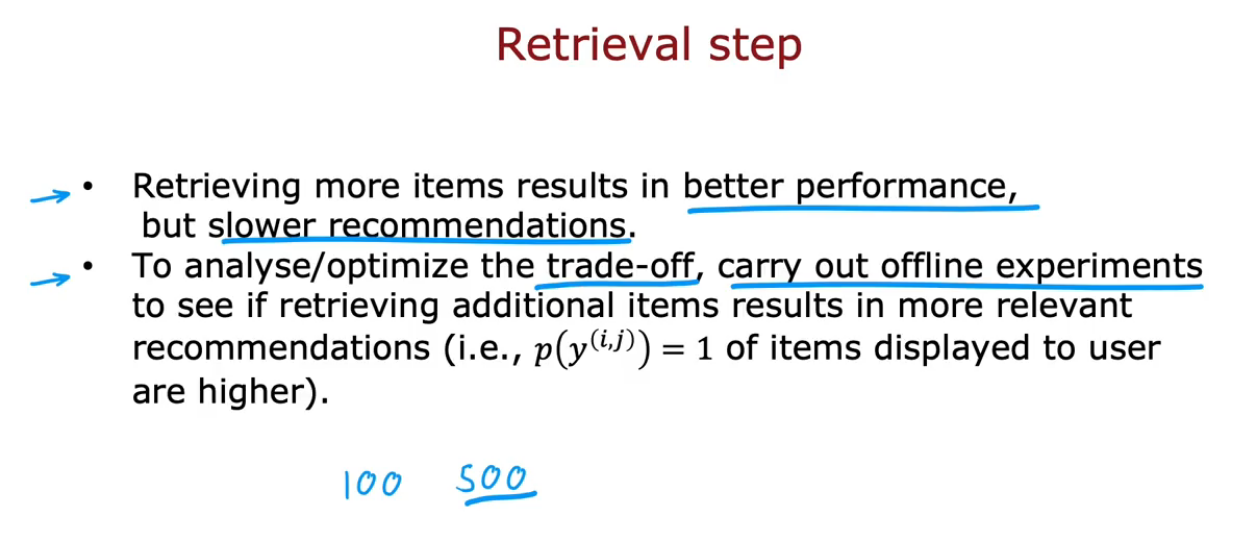 Retrieval step
• Retrieving more items results in better performance,
but slower recommendations.
• To analyse/optimize the trade-off, carry out offline experiments
to see if retrieving additional items results in more relevant
recommendations (i.e., p(y^(i,j)) = 1 of items displayed to user
are higher).
100 500